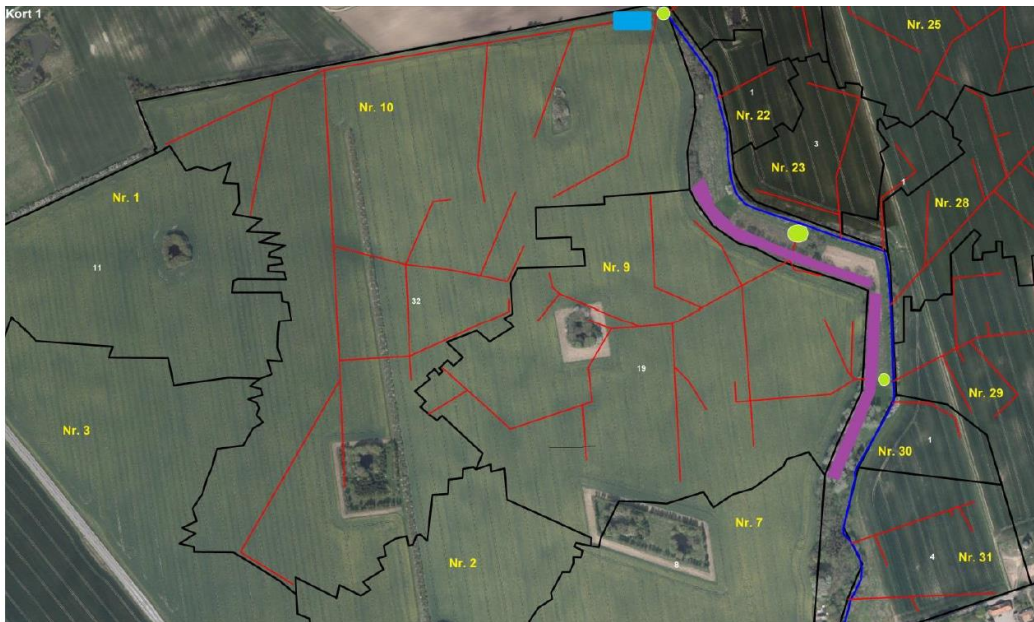 Kort 1
Nr. 25
Nr. 10
1
Nr. 22
3
Nr. 23
1
Nr. 1
Nr. 28
11
Nr. 9
32
19
Nr. 29
Nr. 3
1
Nr. 30
Nr. 7
Nr. 2
8
4
Nr. 31